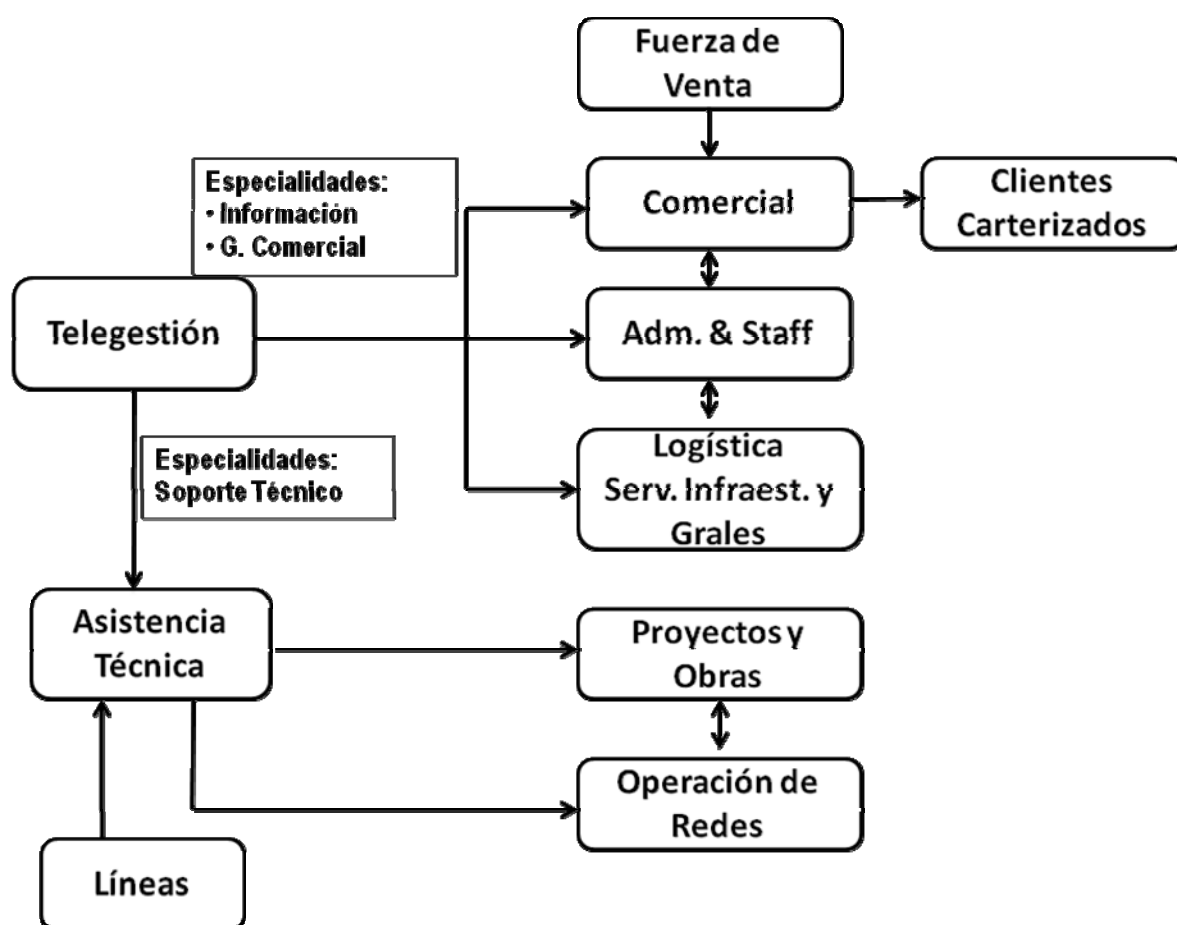 Fuerza de
Venta
Especialidades:
• Información
• G. Comercial
Comercial
Clientes
Carterizados
Telegestión
Adm. & Staff
Especialidades:
Soporte Técnico
Logística
Serv. Infraest. y
Grales
Asistencia
Técnica
Proyectos y
Obras
Operación de
Redes
Líneas